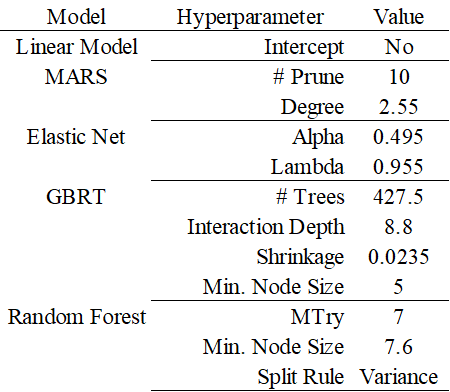 Model Hyperparameter Value
Linear Model Intercept No
MARS # Prune 10
Degree 2.55
Elastic Net Alpha 0.495
Lambda 0.955
GBRT # Trees 427.5
Interaction Depth 8.8
Shrinkage 0.0235
Min. Node Size 5
Random Forest MTry 7
Min. Node Size 7.6
Split Rule Variance